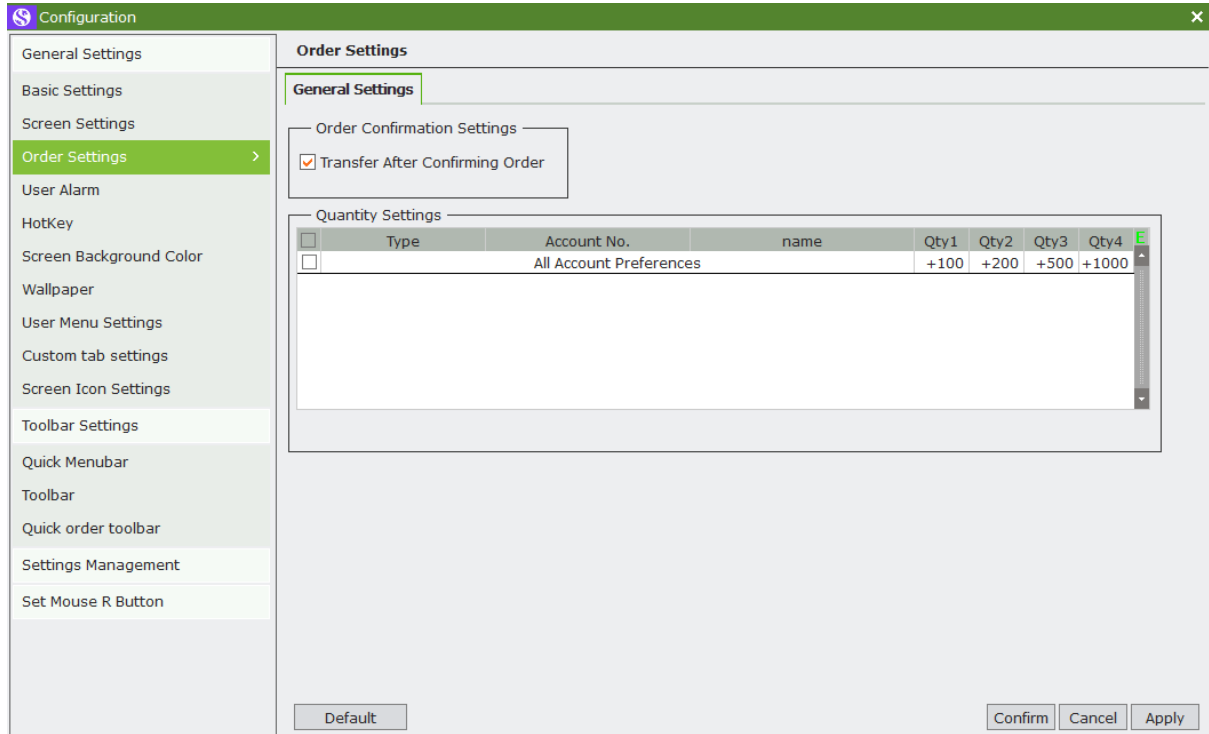 Configuration
General Settings
Basic Settings
Screen Settings
Order Settings
User Alarm
HotKey
Screen Background Color
Wallpaper
User Menu Settings
Custom tab settings
Screen Icon Settings
Toolbar Settings
Quick Menubar
Toolbar
Quick order toolbar
Settings Management
Set Mouse R Button
Order Settings
General Settings
Order Confirmation Settings
Transfer After Confirming Order
Quantity Settings
Type Account No. name Qty1 Qty2 Qty3 Qty4 E
All Account Preferences +100 +200 +500 +1000
Default Confirm Cancel Apply